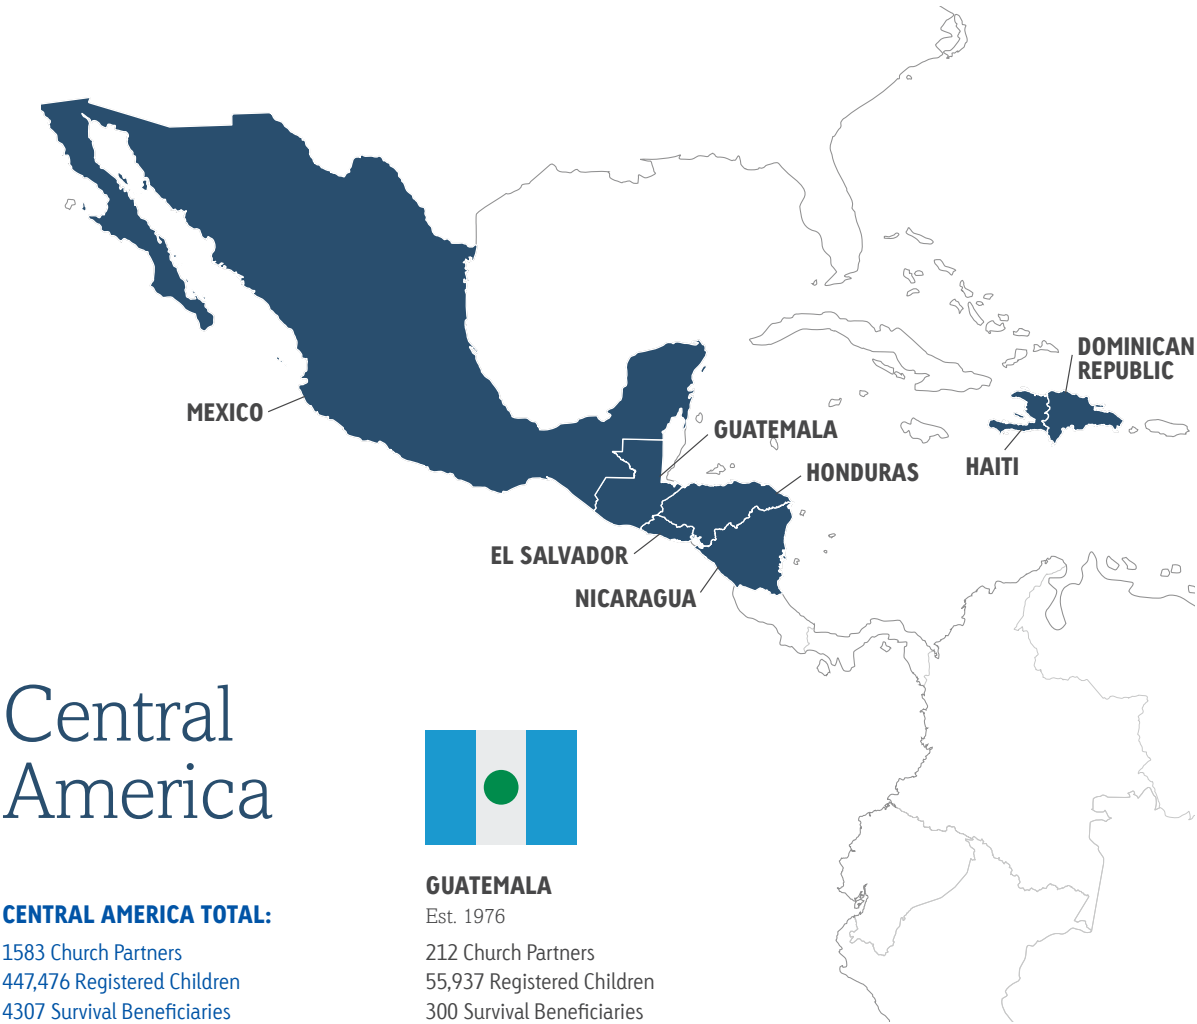 DOMINICAN
REPUBLIC
MEXICO
GUATEMALA
HAITI
HONDURAS
EL SALVADOR
NICARAGUA
Central
America
CENTRAL AMERICA TOTAL:
1583 Church Partners
447,476 Registered Children
4307 Survival Beneficiaries
GUATEMALA
Est. 1976
212 Church Partners
55,937 Registered Children
300 Survival Beneficiaries